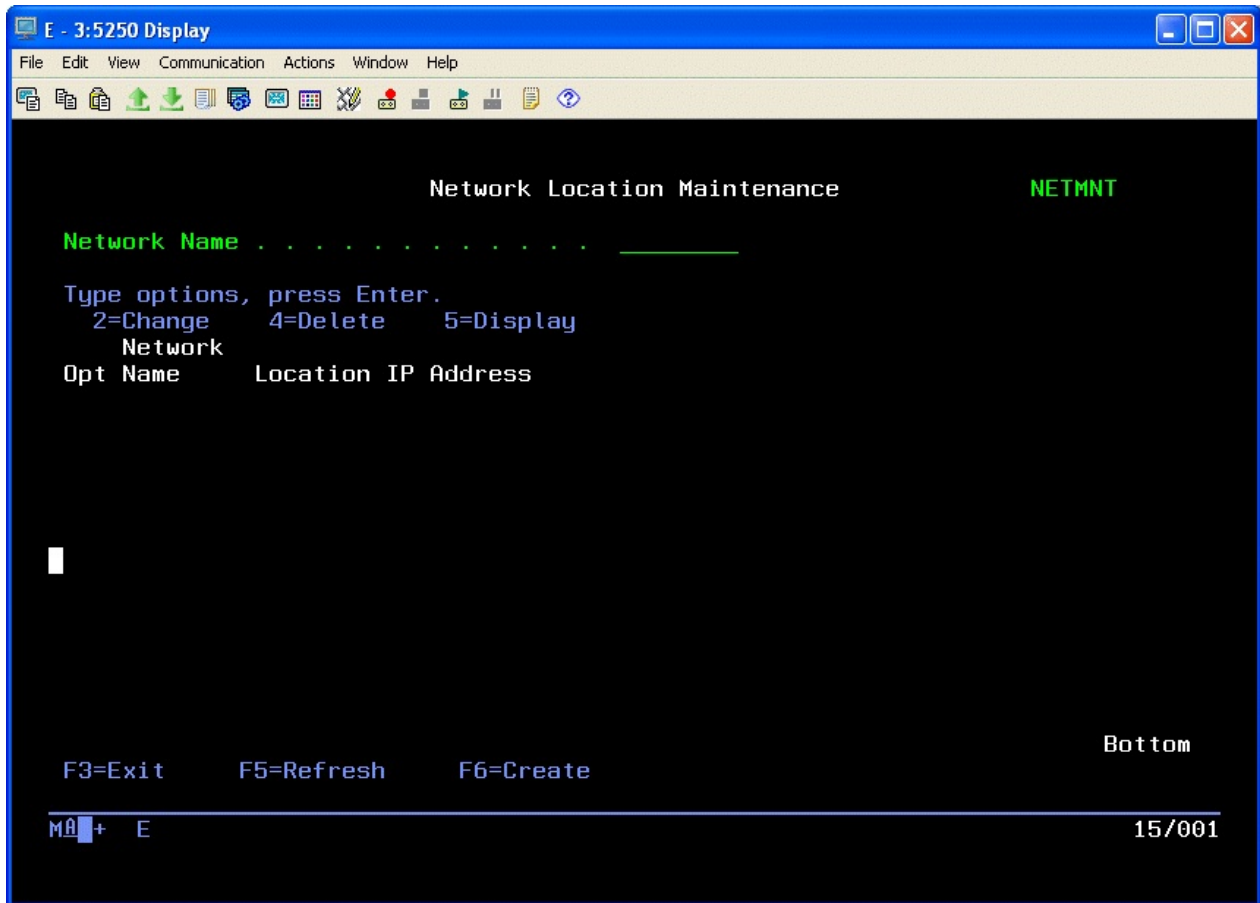 E - 3:5250 Display
File Edit View Communication Actions Window Help
Network Location Maintenance NETMNT
Network Name . . . . . . . . . . . . _________
Type options, press Enter.
2=Change 4=Delete 5=Display
Network
Opt Name Location IP Address
Bottom
F3=Exit F5=Refresh F6=Create
MA + E 15/001